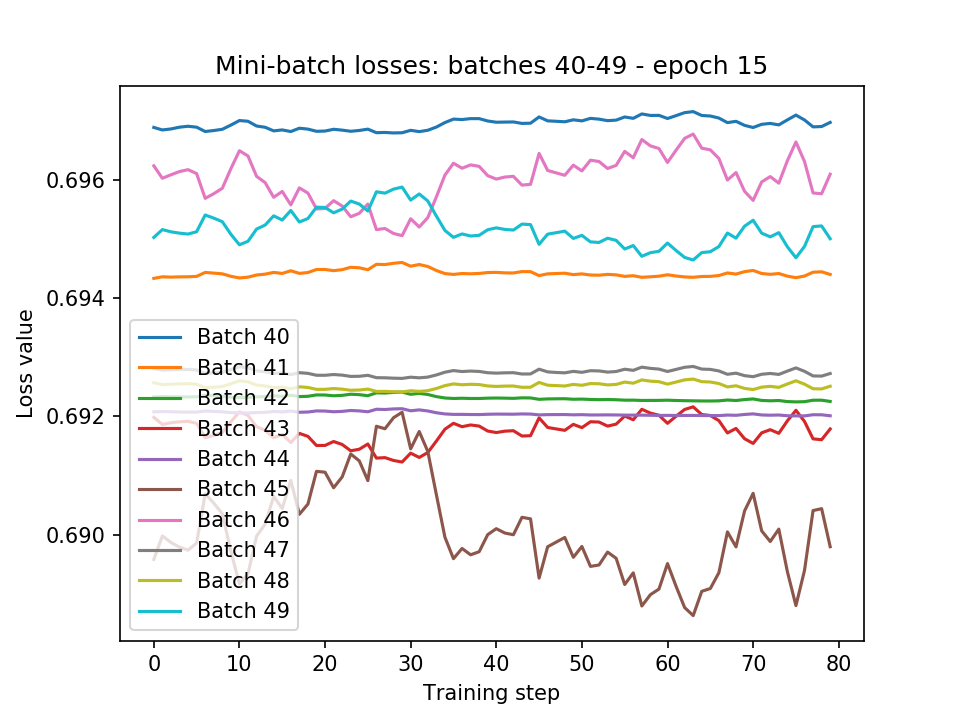 Mini-batch losses: batches 40-49 - epoch 15
Loss value
0.696
0.694
0.692
0.690
Batch 40
Batch 41
Batch 42
Batch 43
Batch 44
Batch 45
Batch 46
Batch 47
Batch 48
Batch 49
0 10 20 30 40 50 60 70 80
Training step